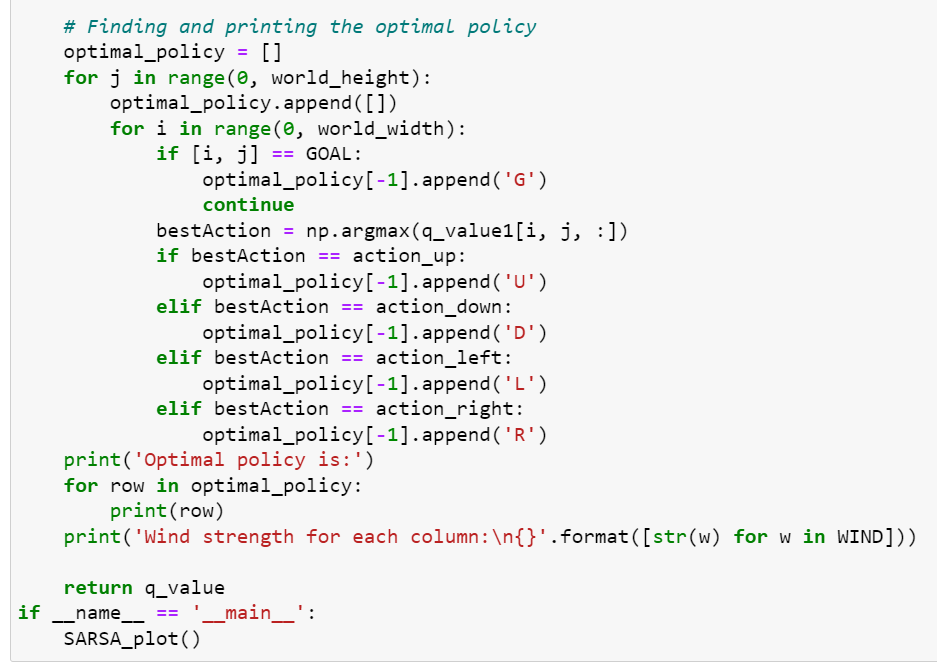 # Finding and printing the optimal policy
    optimal_policy = []
    for j in range(0, world_height):
        optimal_policy.append([])
        for i in range(0, world_width):
            if [i, j] == GOAL:
                optimal_policy[-1].append('G')
                continue
            bestAction = np.argmax(q_value1[i, j, :])
            if bestAction == action_up:
                optimal_policy[-1].append('U')
            elif bestAction == action_down:
                optimal_policy[-1].append('D')
            elif bestAction == action_left:
                optimal_policy[-1].append('L')
            elif bestAction == action_right:
                optimal_policy[-1].append('R')
    print('Optimal policy is:')
    for row in optimal_policy:
        print(row)
    print('Wind strength for each column:\n{}'.format([str(w) for w in WIND]))

    return q_value
if __name__ == '__main__':
    SARSA_plot()